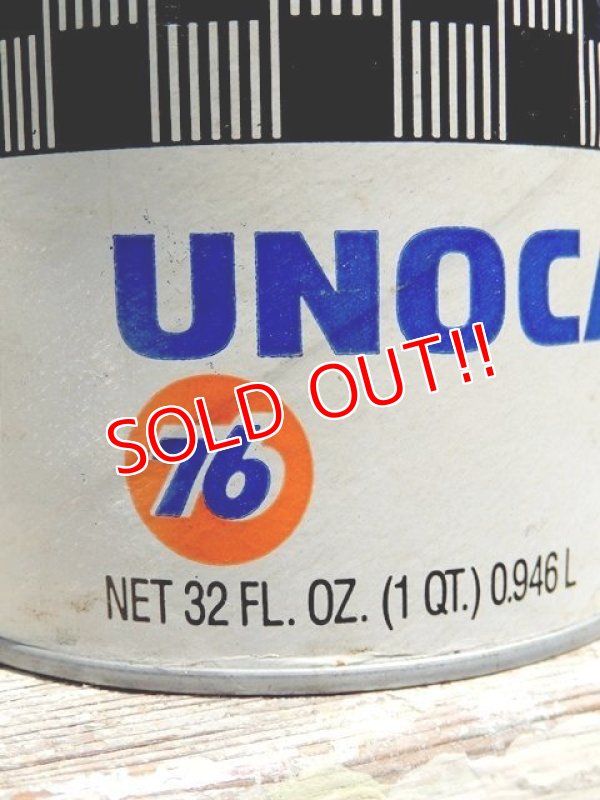 UNOCA
SOLD OUT!!
76
NET 32 FL. OZ. (1 QT.) 0.946 L